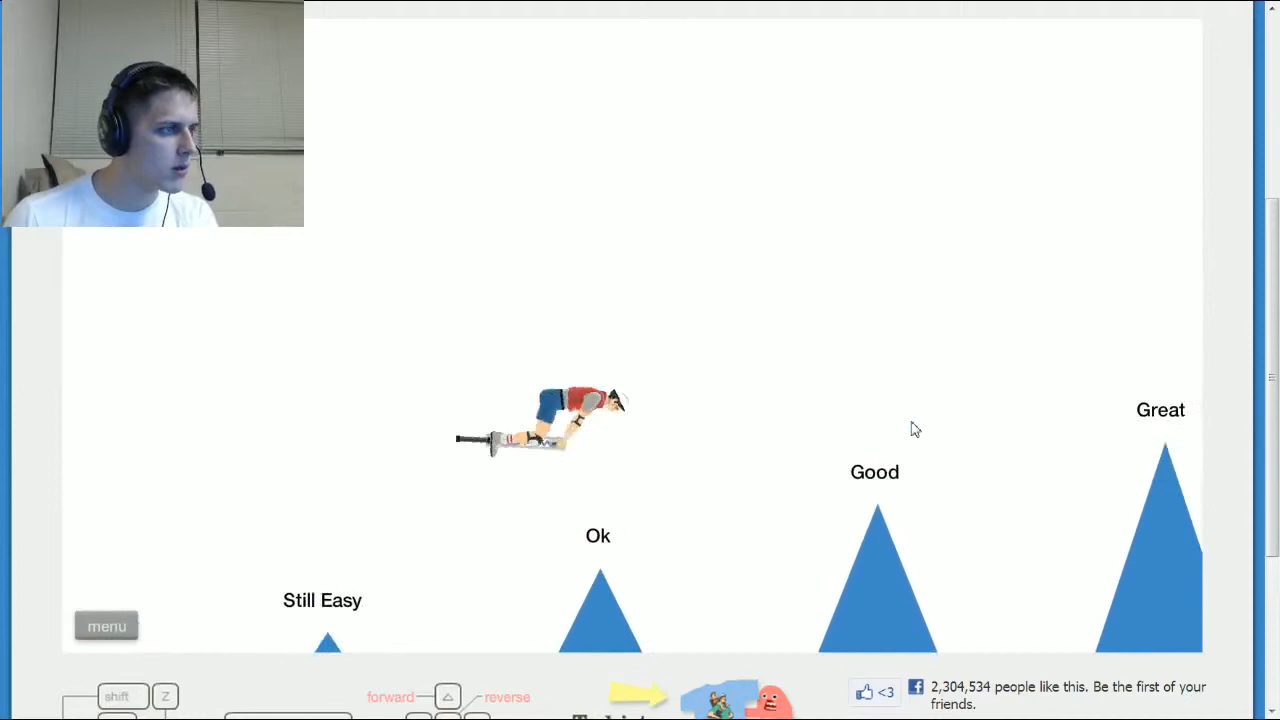 Great
Good
Ok
Still Easy
menu
shift Z
forward
reverse
<3
2,304,534 people like this. Be the first of your
friends.